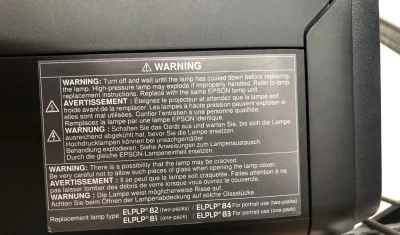 ⚠ WARNING
WARNING: Turn off and wait until the lamp has cooled down before replacing
the lamp. High-pressure lamp may explode if improperly handled. Refer to lamp
replacement instructions. Replace with the same EPSON lamp unit.
AVERTISSEMENT : Éteignez le projecteur et attendez que la lampe soit
froide avant de la remplacer. Les lampes à haute pression peuvent exploser si
elles sont mal utilisées. Confier l'entretien à une personne qualifiée.
Remplacez la lampe par une lampe EPSON identique.
WARNUNG : Schalten Sie das Gerät aus und warten, bis sich die Lampe
ausreichend abgekühlt hat, bevor Sie die Lampe ersetzen.
Hochdrucklampen können bei unsachgemäßer
Behandlung explodieren. Siehe Anweisungen zum Lampenaustausch.
Durch die gleiche EPSON-Lampeneinheit ersetzen.
WARNING: There is a possibility that the lamp may be cracked.
Be very careful not to allow such pieces of glass when opening the lamp cover.
AVERTISSEMENT : Il se peut que la lampe soit craquelée. Faites attention à ne
pas laisser tomber des débris de verre lorsque vous ouvrez le couvercle.
WARNUNG: Die Lampe weist möglicherweise Risse auf.
Achten Sie beim Öffnen der Lampenabdeckung auf solche Glasstücke.
Replacement lamp type: ELPLP 82 (two-packs) / ELPLP 84 For portrait use (two-packs)
ELPLP 81 (one-pack) / ELPLP 83 For portrait use (one-pack)